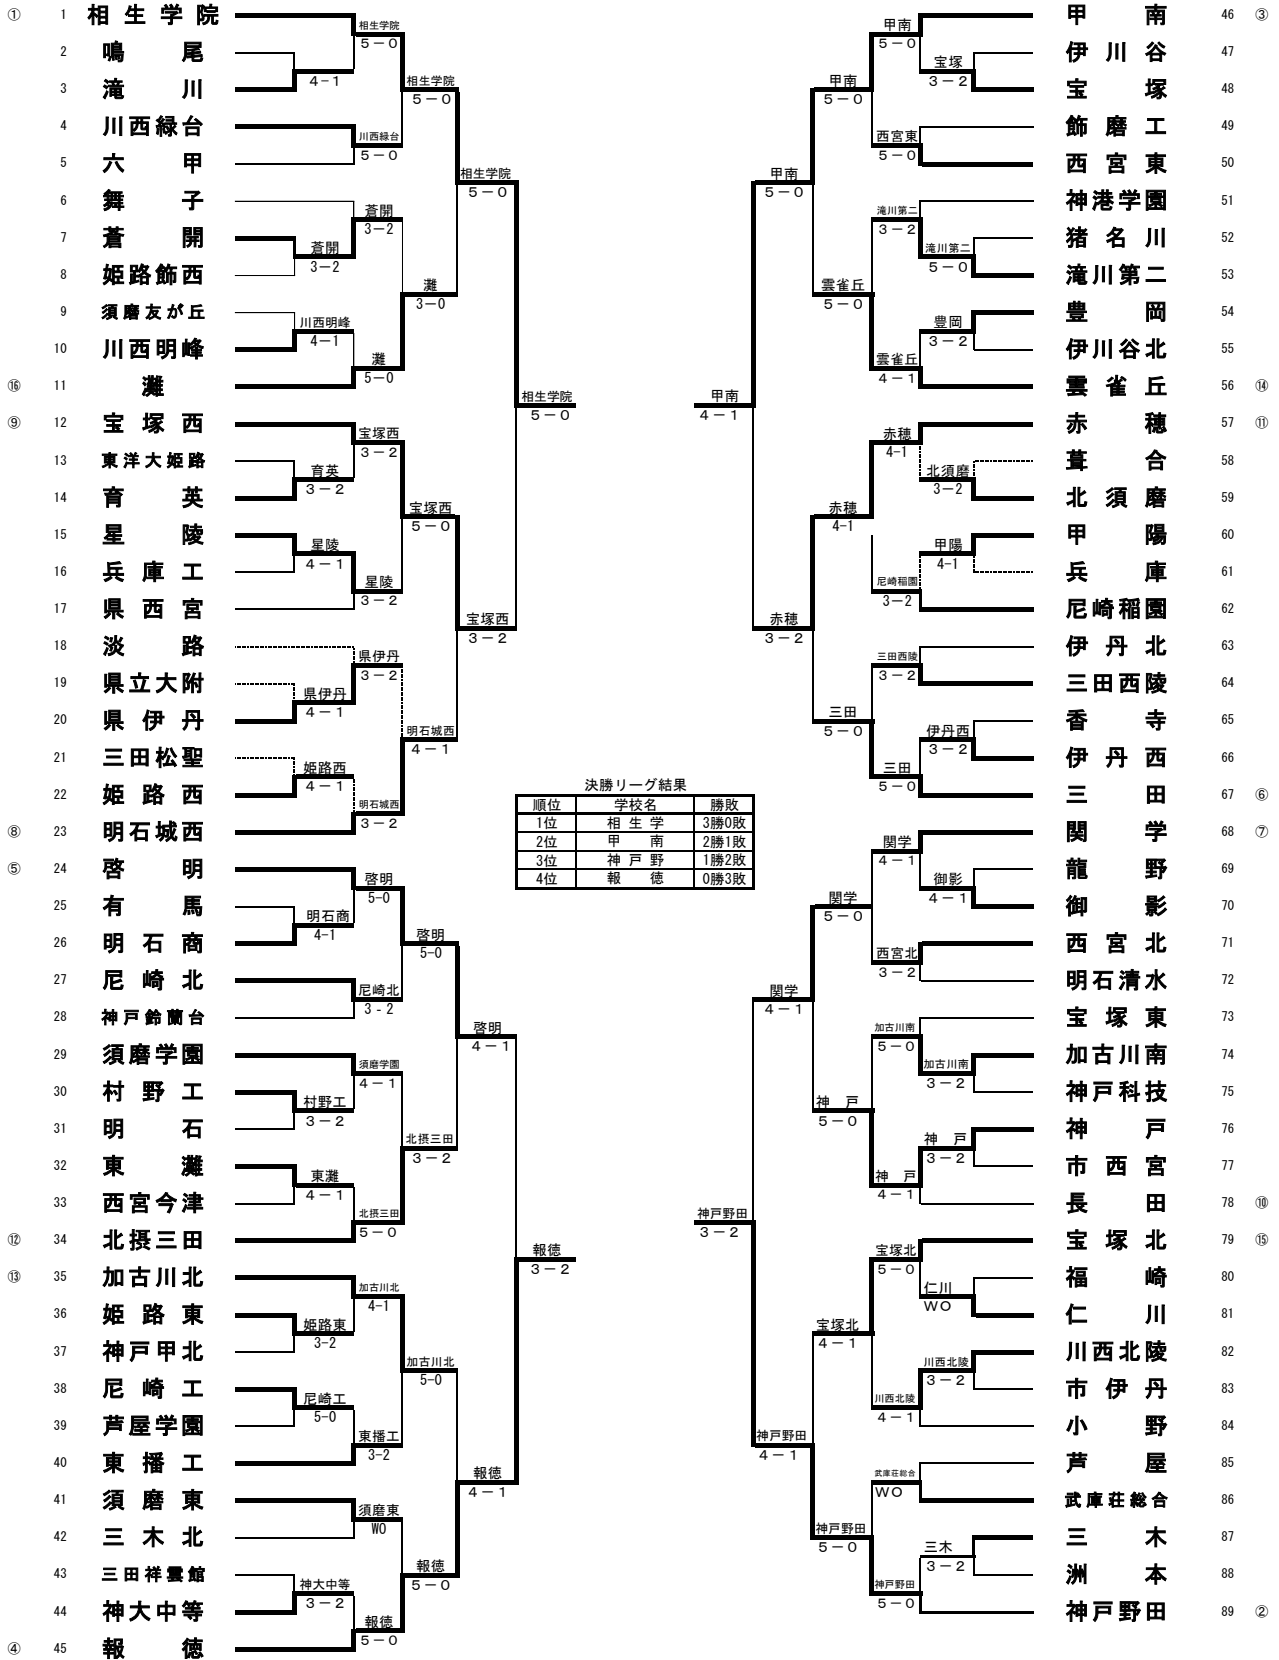 ① 1 相生学院
2 鳴尾
3 滝川
4 川西緑台
5 六甲
6 舞子
7 蒼開
8 姫路飾西
9 須磨友が丘
10 川西明峰
⑯ 11 灘
⑨ 12 宝塚西
13 東洋大姫路
14 育英
15 星陵
16 兵庫工
17 県西宮
18 淡路
19 県立大附
20 県伊丹
21 三田松聖
22 姫路西
⑧ 23 明石城西
⑤ 24 啓明
25 有馬
26 明石商
27 尼崎北
28 神戸鈴蘭台
29 須磨学園
30 村野工
31 明石
32 東灘
33 西宮今津
⑫ 34 北摂三田
⑬ 35 加古川北
36 姫路東
37 神戸甲北
38 尼崎工
39 芦屋学園
40 東播工
41 須磨東
42 三木北
43 三田祥雲館
44 神大中等
④ 45 報徳
4-1
蒼開
3-2
川西明峰
4-1
育英
3-2
星陵
4-1
県伊丹
4-1
姫路西
4-1
明石商
4-1
村野工
3-2
東灘
4-1
姫路東
3-2
尼崎工
5-0
神大中等
3-2
相生学院
5-0
川西緑台
5-0
蒼開
3-2
灘
5-0
宝塚西
3-2
星陵
3-2
県伊丹
3-2
明石城西
3-2
啓明
5-0
尼崎北
3-2
須磨学園
4-1
北摂三田
5-0
加古川北
4-1
東播工
3-2
須磨東
WO
報徳
5-0
相生学院
5-0
灘
3-0
宝塚西
5-0
明石城西
4-1
啓明
5-0
北摂三田
3-2
加古川北
5-0
報徳
5-0
相生学院
5-0
宝塚西
3-2
啓明
4-1
報徳
4-1
相生学院
5-0
報徳
3-2
決勝リーグ結果
順位 学校名 勝敗
1位 相生学 3勝0敗
2位 甲南 2勝1敗
3位 神戸野 1勝2敗
4位 報徳 0勝3敗
甲南
4-1
神戸野田
3-2
甲南
5-0
赤穂
3-2
関学
4-1
神戸野田
4-1
甲南
5-0
雲雀丘
5-0
赤穂
4-1
三田
5-0
関学
5-0
神戸
5-0
宝塚北
4-1
神戸野田
5-0
甲南
5-0
西宮東
5-0
滝川第二
3-2
雲雀丘
4-1
赤穂
4-1
尼崎稲園
3-2
三田西陵
3-2
三田
5-0
関学
4-1
西宮北
3-2
加古川南
5-0
神戸
4-1
宝塚北
5-0
川西北陵
4-1
武庫荘総合
WO
神戸野田
5-0
宝塚
3-2
滝川第二
5-0
豊岡
3-2
北須磨
3-2
甲陽
4-1
伊丹西
3-2
御影
4-1
加古川南
3-2
神戸
3-2
仁川
WO
川西北陵
3-2
三木
3-2
甲南 46 ③
伊川谷 47
宝塚 48
飾磨工 49
西宮東 50
神港学園 51
猪名川 52
滝川第二 53
豊岡 54
伊川谷北 55
雲雀丘 56 ⑭
赤穂 57 ⑪
葺合 58
北須磨 59
甲陽 60
兵庫 61
尼崎稲園 62
伊丹北 63
三田西陵 64
香寺 65
伊丹西 66
三田 67 ⑥
関学 68 ⑦
龍野 69
御影 70
西宮北 71
明石清水 72
宝塚東 73
加古川南 74
神戸科技 75
神戸 76
市西宮 77
長田 78 ⑩
宝塚北 79 ⑮
福崎 80
仁川 81
川西北陵 82
市伊丹 83
小野 84
芦屋 85
武庫荘総合 86
三木 87
洲本 88
神戸野田 89 ②